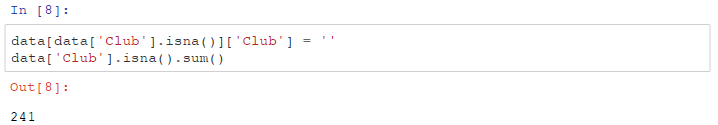 In [8]:
data[data['Club'].isna()]['Club'] = ''
data['Club'].isna().sum()
Out[8]:
241